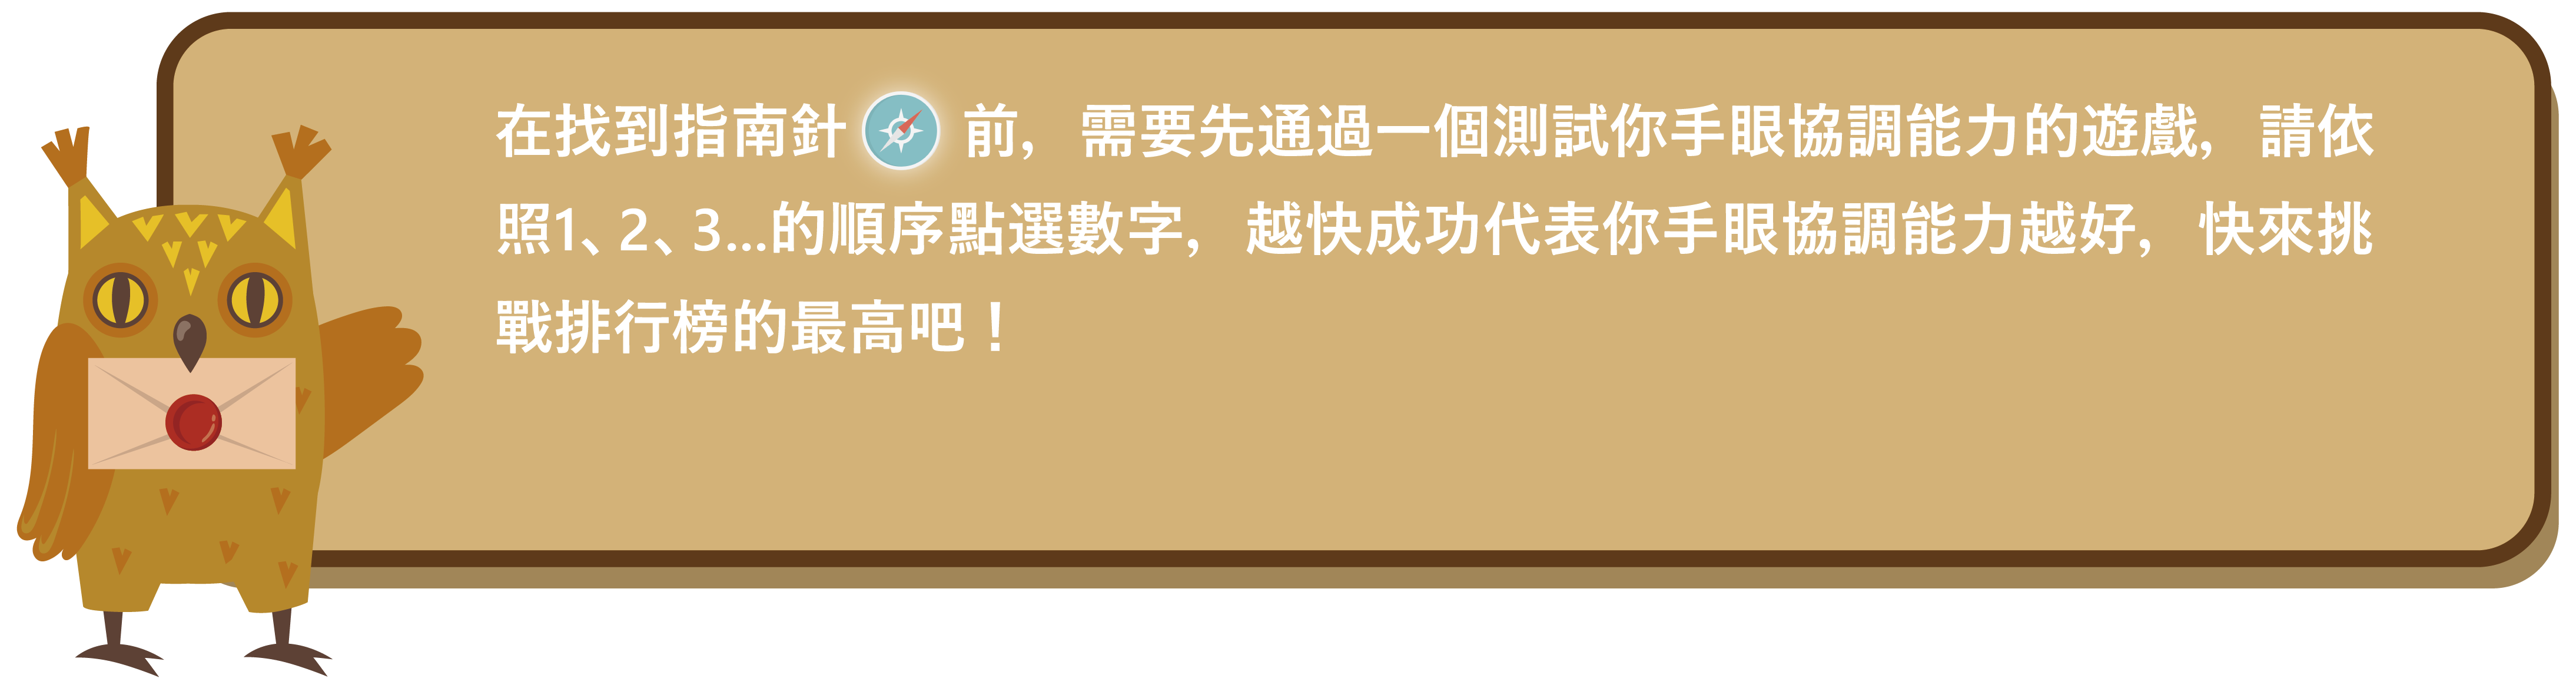 在找到指南針前，需要先通過一個測試你手眼協調能力的遊戲，請依
照1、2、3...的順序點選數字，越快成功代表你手眼協調能力越好，快來挑
戰排行榜的最高吧！